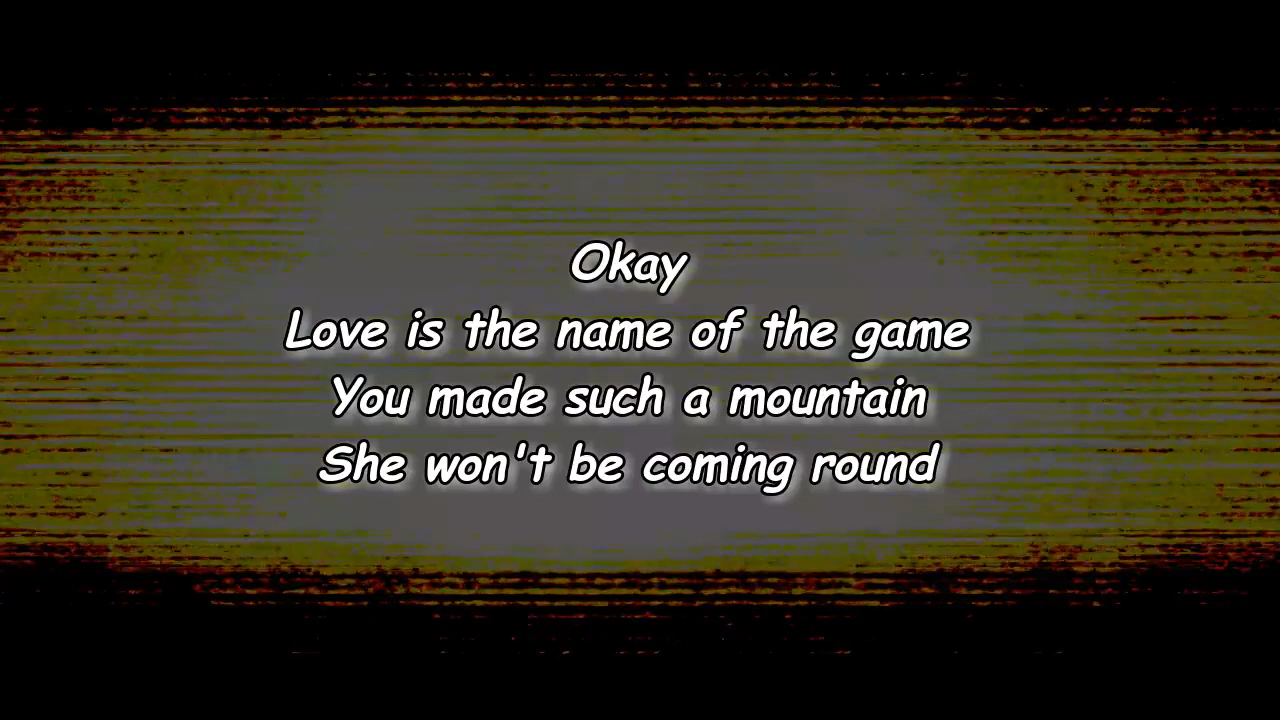 Okay
Love is the name of the game
You made such a mountain
She won't be coming round